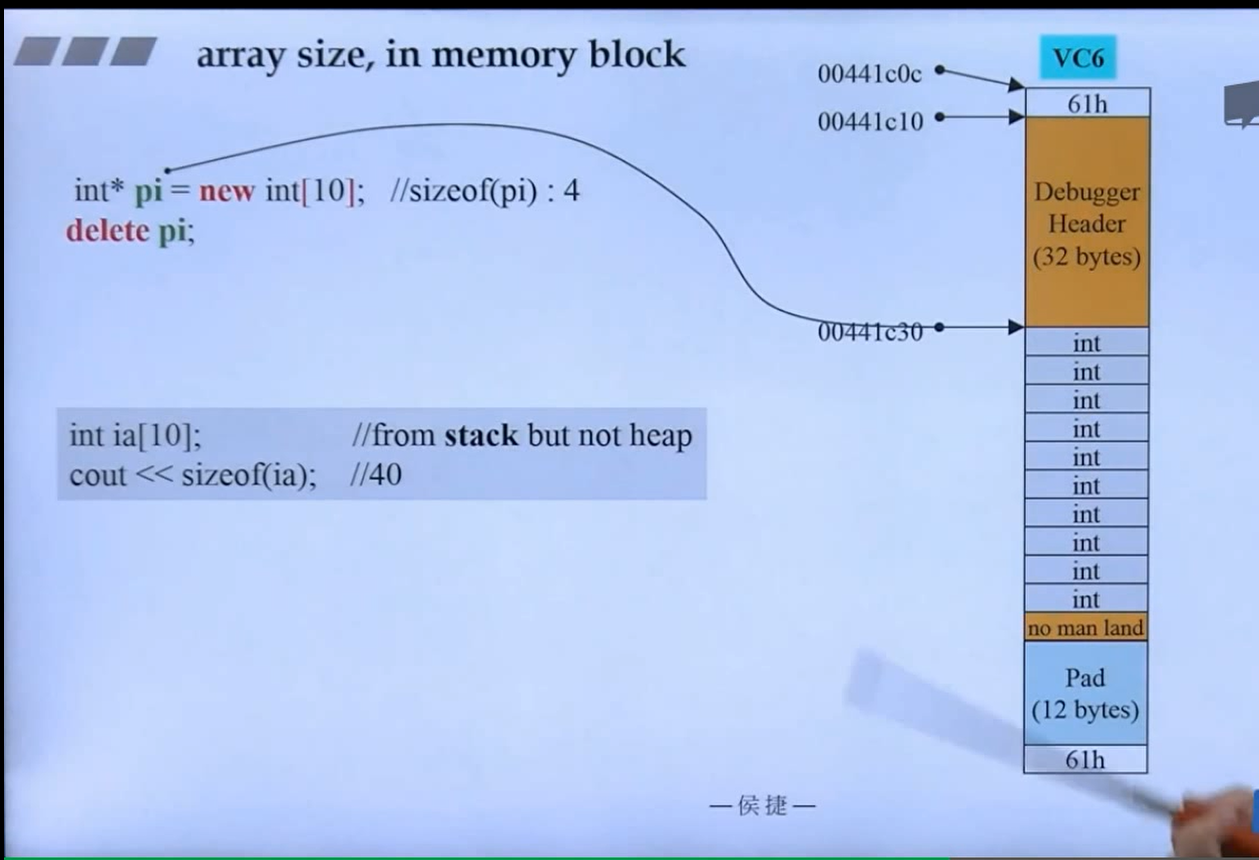 array size, in memory block
int* pi = new int[10]; //sizeof(pi) : 4
delete pi;
int ia[10]; //from stack but not heap
cout << sizeof(ia); //40
VC6
00441c0c
61h
00441c10
Debugger
Header
(32 bytes)
00441c30
int
int
int
int
int
int
int
int
int
int
no man land
Pad
(12 bytes)
61h
—侯捷—